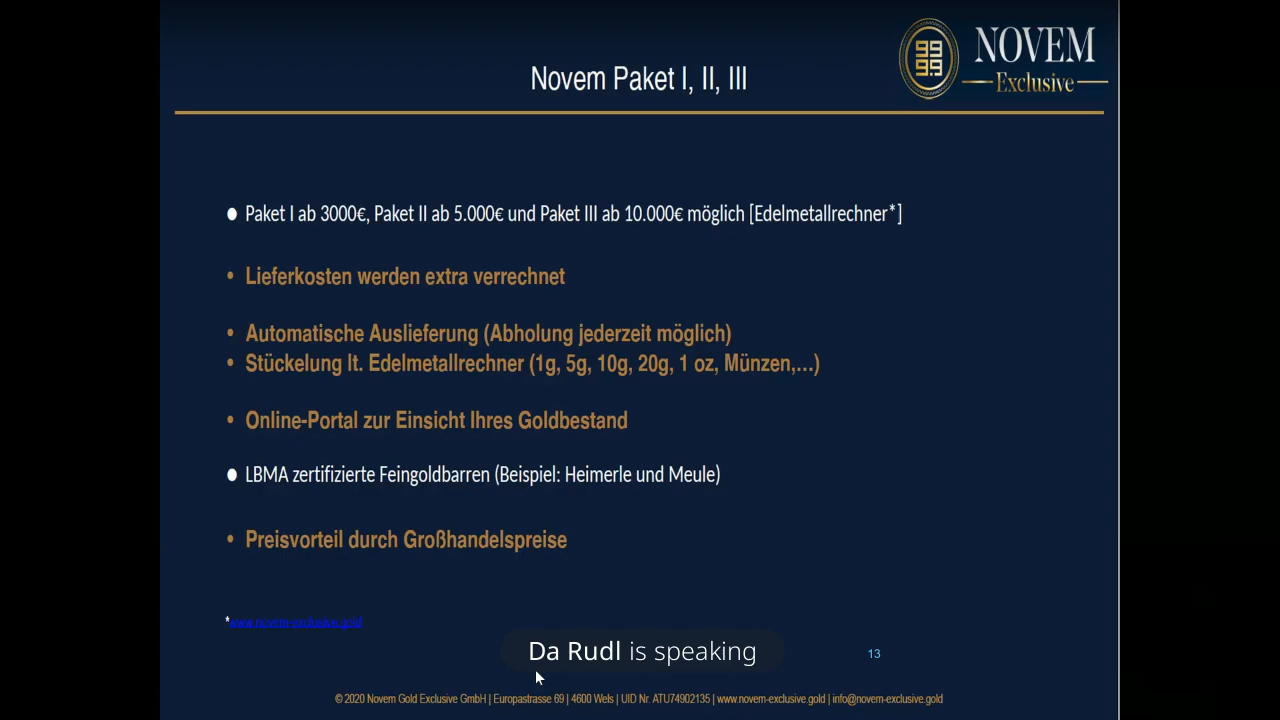 NOVEM
Exclusive
Novem Paket I, II, III
● Paket I ab 3000€, Paket II ab 5.000€ und Paket III ab 10.000€ möglich [Edelmetallrechner*]
• Lieferkosten werden extra verrechnet
• Automatische Auslieferung (Abholung jederzeit möglich)
• Stückelung lt. Edelmetallrechner (1g, 5g, 10g, 20g, 1 oz, Münzen,...)
• Online-Portal zur Einsicht Ihres Goldbestand
● LBMA zertifizierte Feingoldbarren (Beispiel: Heimerle und Meule)
• Preisvorteil durch Großhandelspreise
*www.novem-exclusive.gold
Da Rudl is speaking
13
© 2020 Novem Gold Exclusive GmbH | Europastrasse 69 | 4600 Wels | UID Nr. ATU74902135 | www.novem-exclusive.gold | info@novem-exclusive.gold